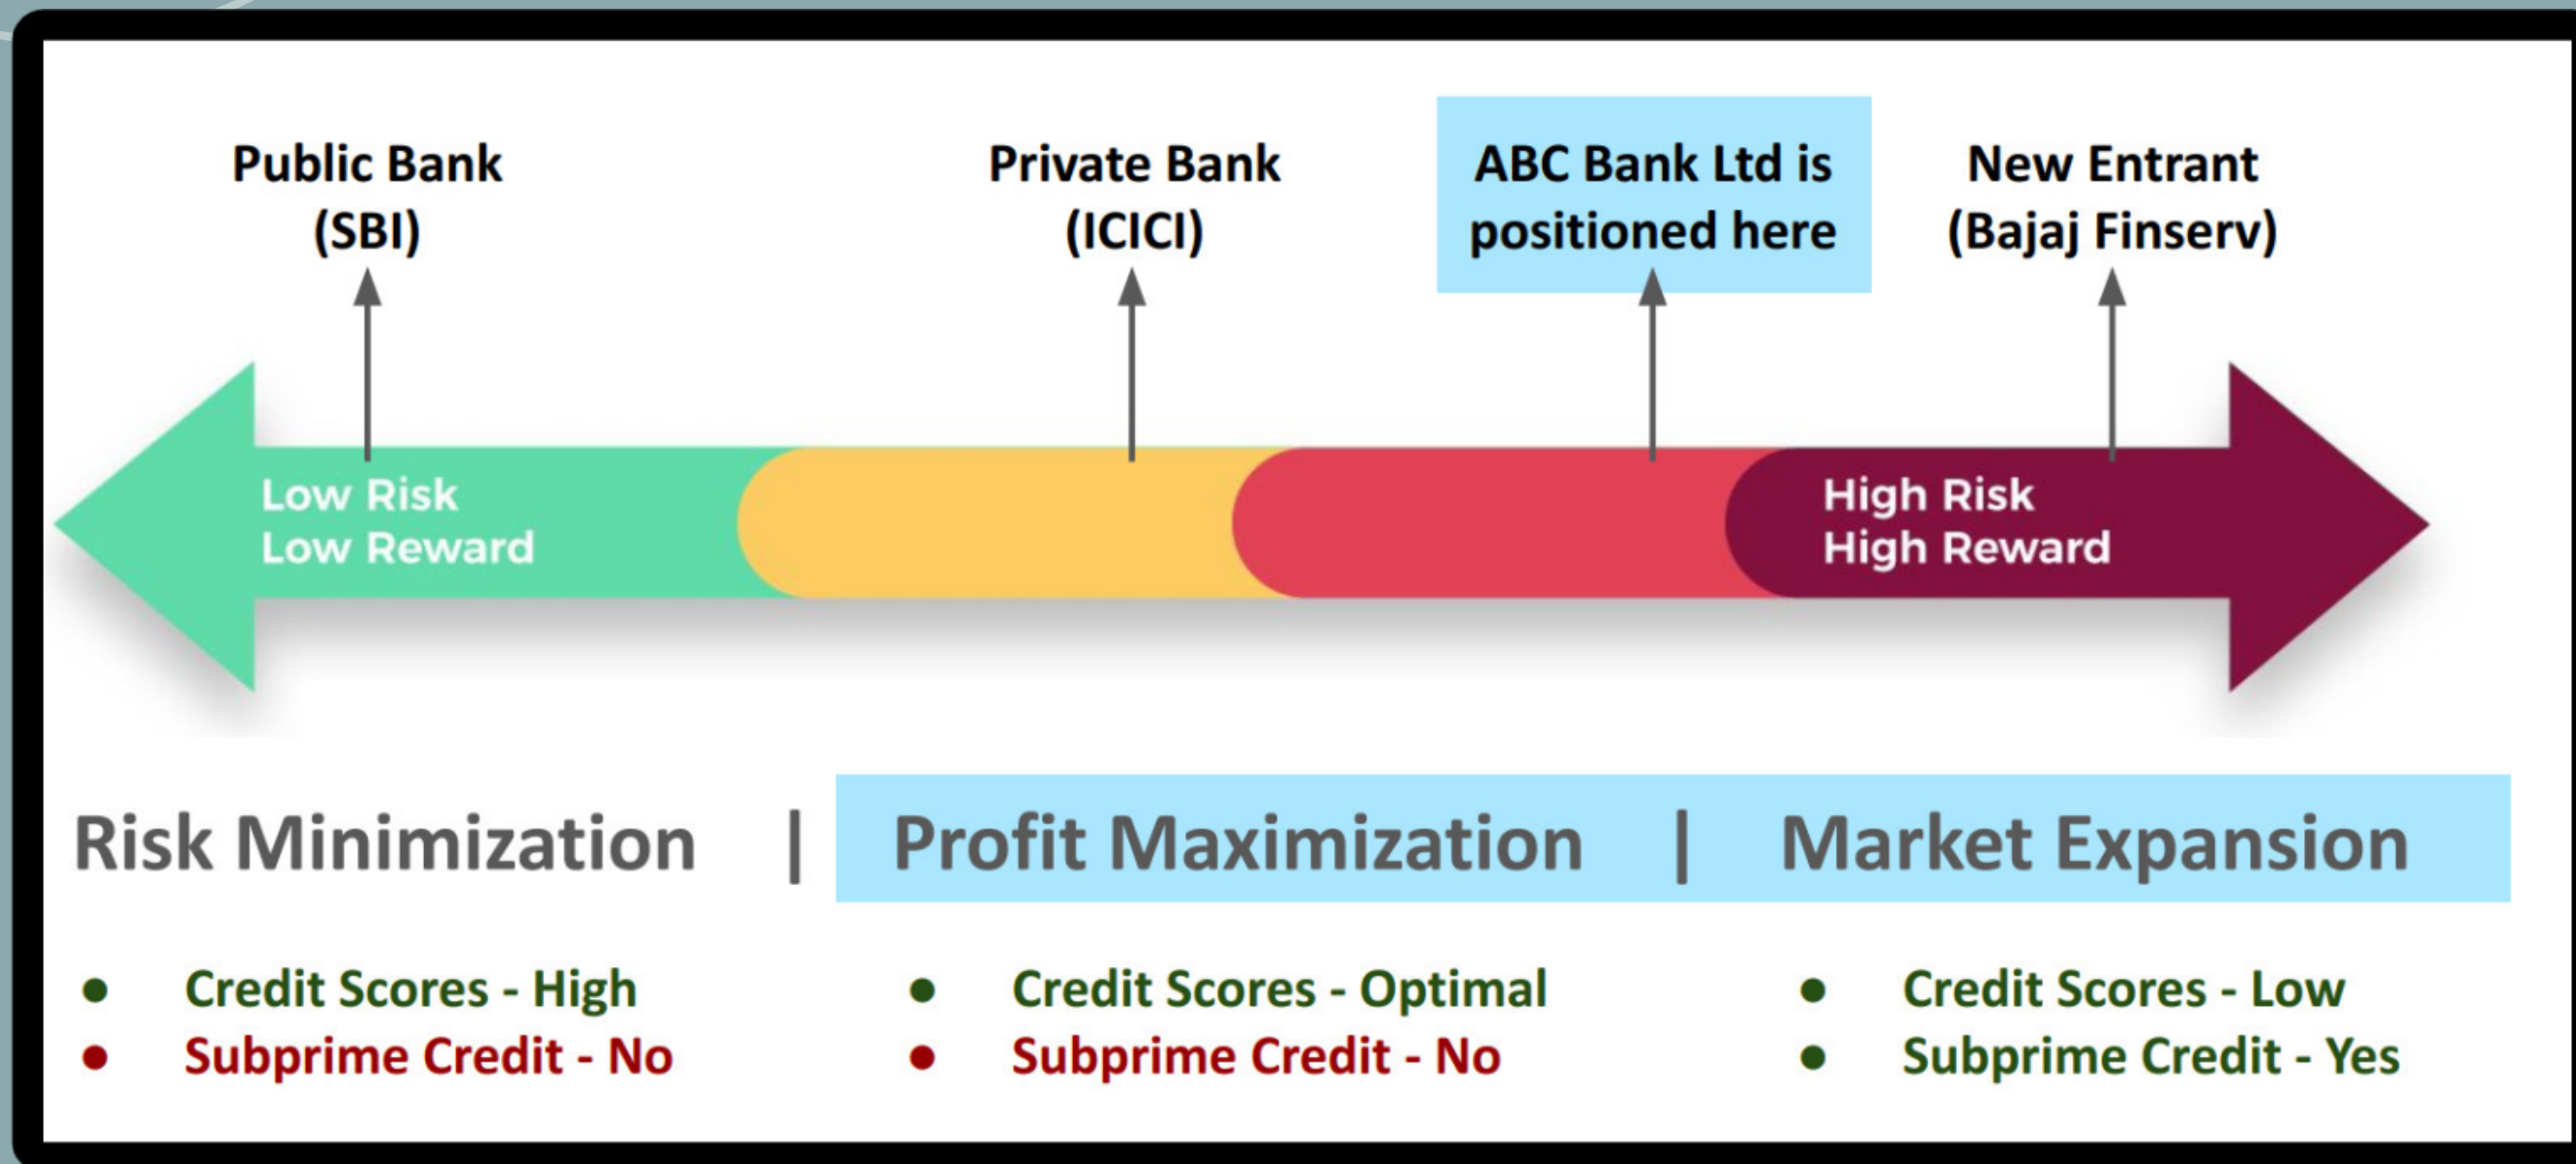 Public Bank
(SBI)
Private Bank
(ICICI)
ABC Bank Ltd is
positioned here
New Entrant
(Bajaj Finserv)
Low Risk
Low Reward
High Risk
High Reward
Risk Minimization | Profit Maximization | Market Expansion
● Credit Scores - High
● Subprime Credit - No
● Credit Scores - Optimal
● Subprime Credit - No
● Credit Scores - Low
● Subprime Credit - Yes